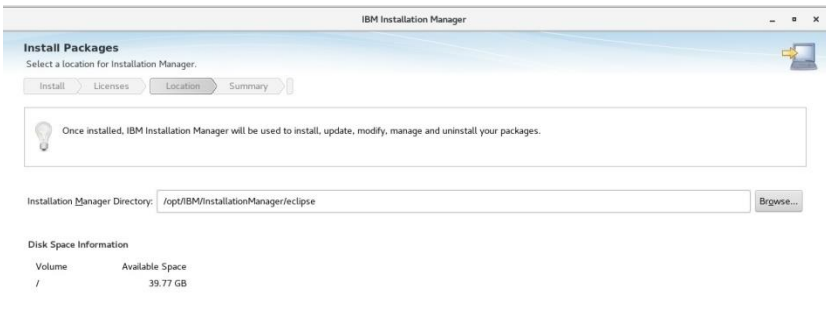 IBM Installation Manager
Install Packages
Select a location for Installation Manager.
Install Licenses Location Summary
Once installed, IBM Installation Manager will be used to install, update, modify, manage and uninstall your packages.
Installation Manager Directory: /opt/IBM/InstallationManager/eclipse Browse...
Disk Space Information
Volume Available Space
/ 39.77 GB